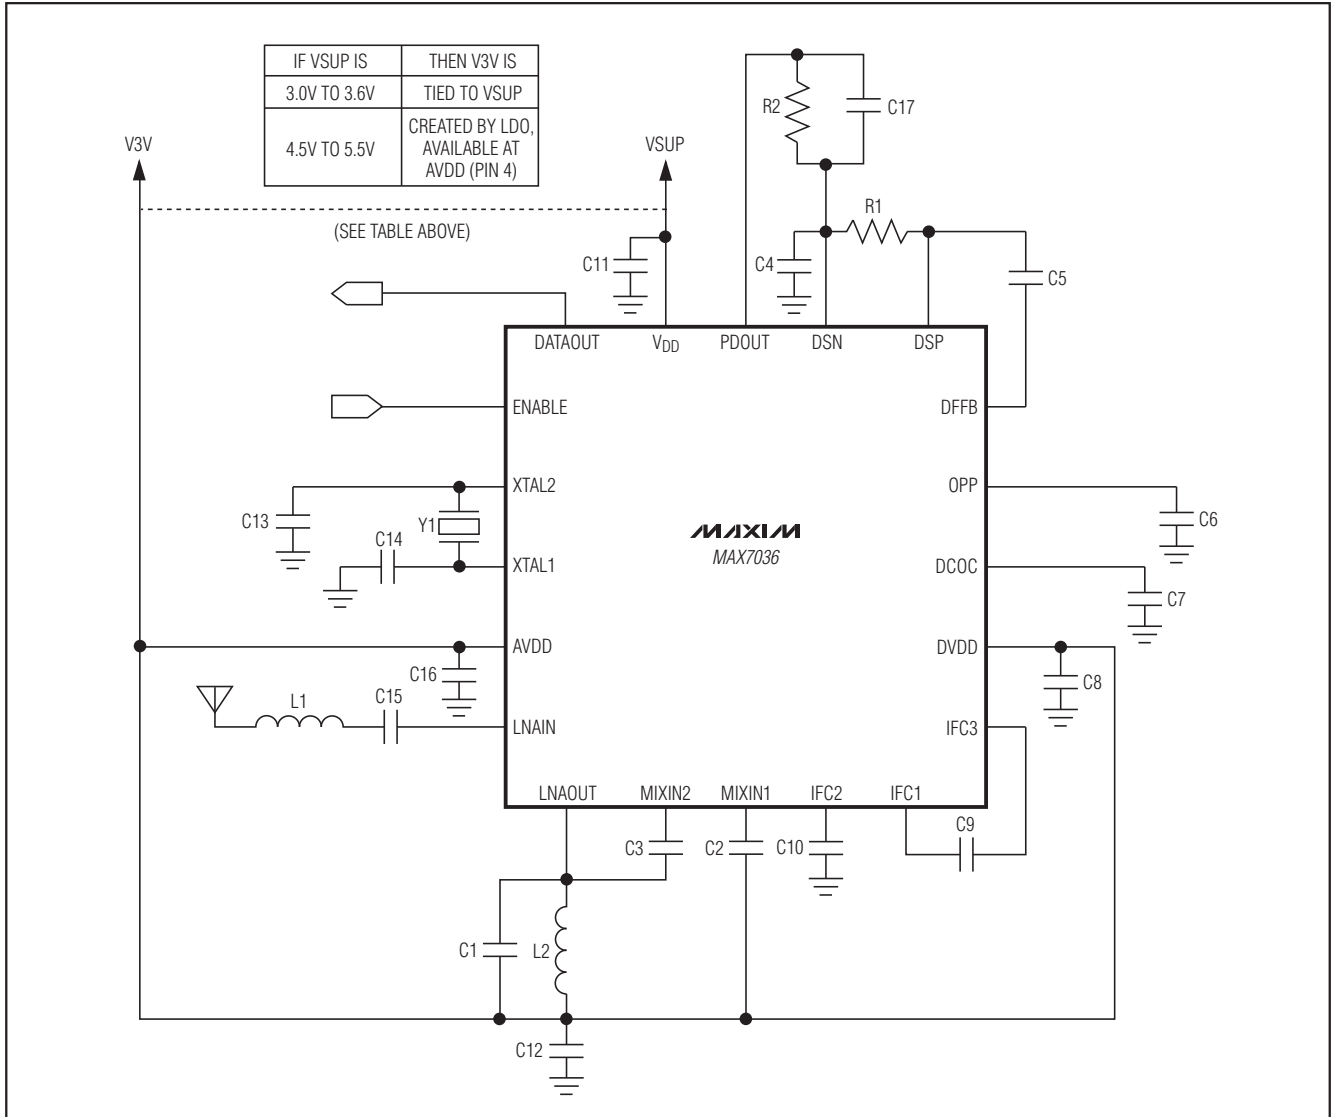 IF VSUP IS THEN V3V IS
3.0V TO 3.6V TIED TO VSUP
4.5V TO 5.5V CREATED BY LDO,
AVAILABLE AT
AVDD (PIN 4)
V3V
VSUP
(SEE TABLE ABOVE)
R2
C17
R1
C11
C4
C5
DATAOUT
VDD
PDOUT
DSN
DSP
ENABLE
DFFB
XTAL2
OPP
C13
Y1
C6
C14
XTAL1
MAXIM
MAX7036
DCOC
C7
AVDD
DVDD
C16
C8
L1
C15
LNAIN
IFC3
LNAOUT
MIXIN2
MIXIN1
IFC2
IFC1
C9
C3
C2
C10
C1
L2
C12